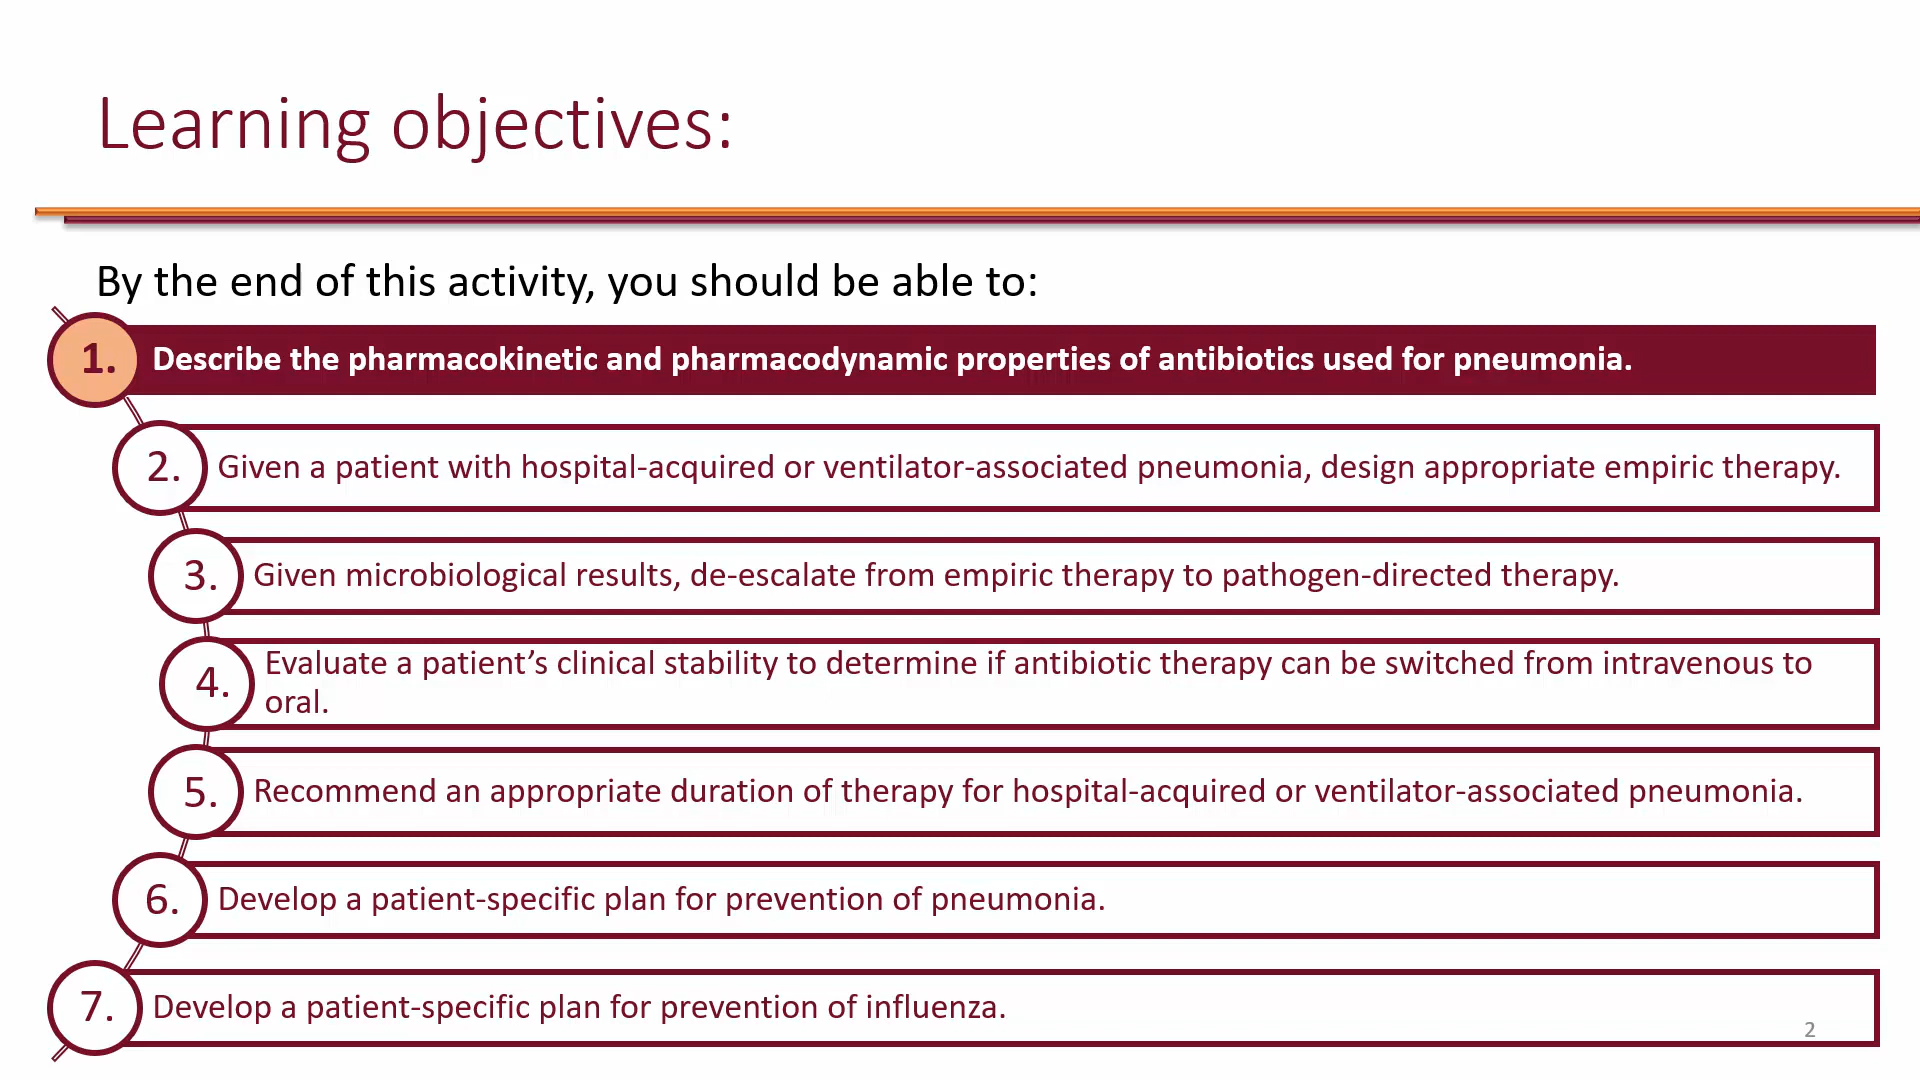 Learning objectives:
By the end of this activity, you should be able to:
1. Describe the pharmacokinetic and pharmacodynamic properties of antibiotics used for pneumonia.
2. Given a patient with hospital-acquired or ventilator-associated pneumonia, design appropriate empiric therapy.
3. Given microbiological results, de-escalate from empiric therapy to pathogen-directed therapy.
4. Evaluate a patient’s clinical stability to determine if antibiotic therapy can be switched from intravenous to
oral.
5. Recommend an appropriate duration of therapy for hospital-acquired or ventilator-associated pneumonia.
6. Develop a patient-specific plan for prevention of pneumonia.
7. Develop a patient-specific plan for prevention of influenza.
2